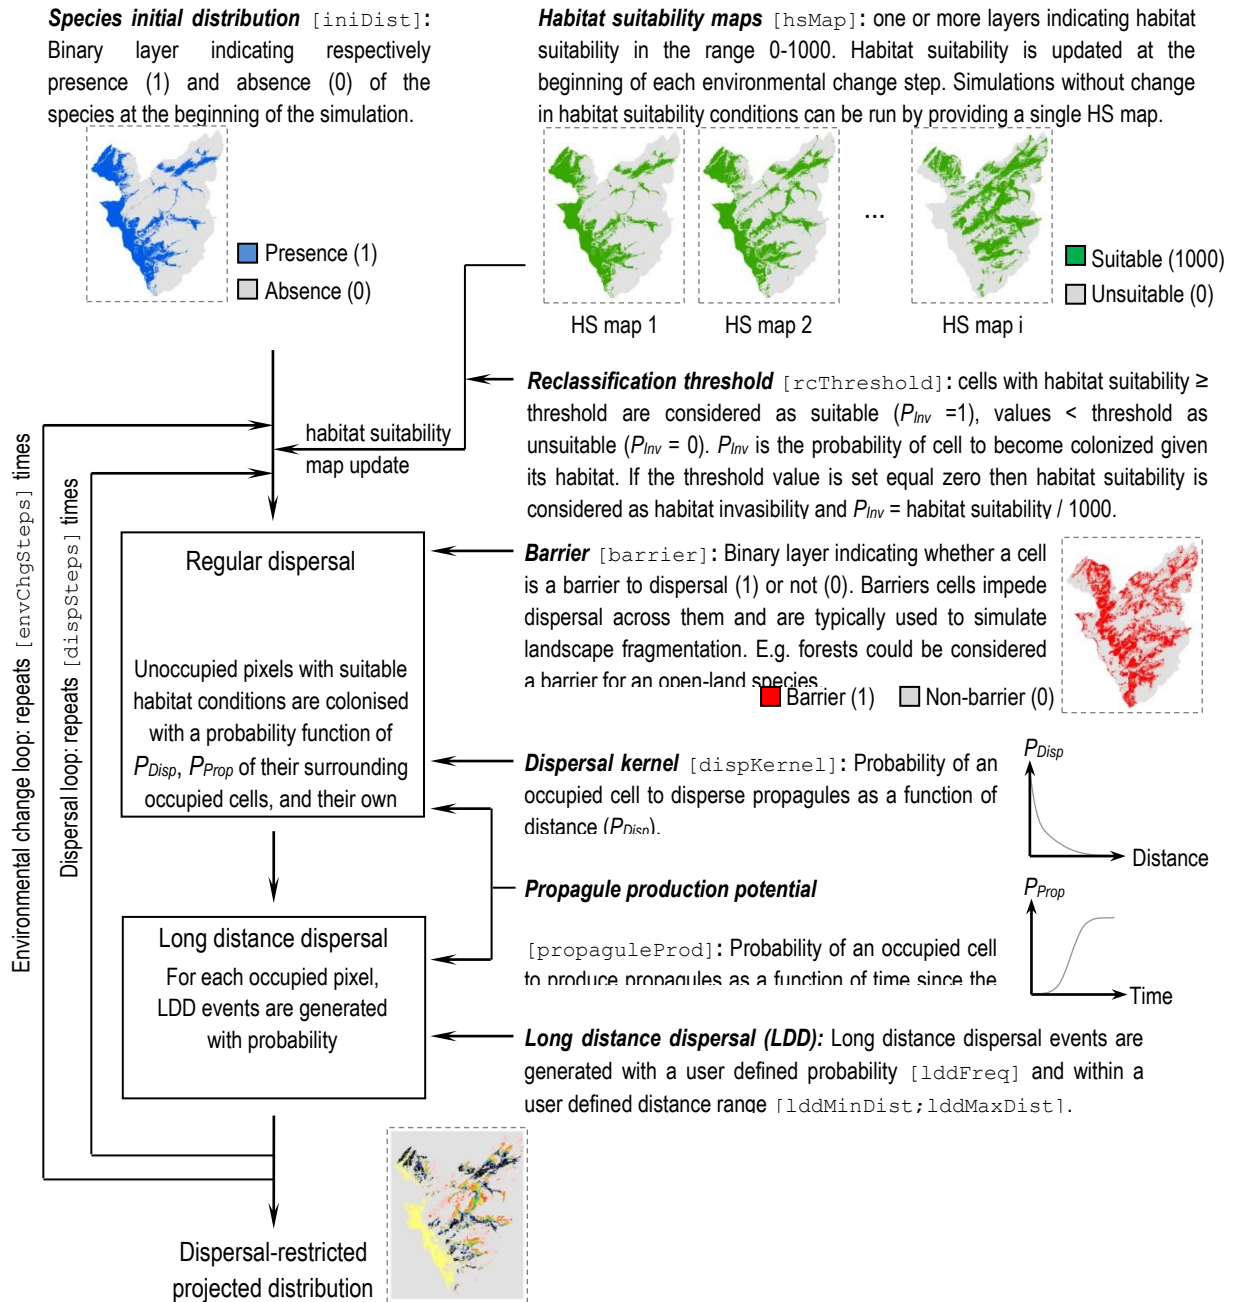 Species initial distribution [iniDist]:
Binary layer indicating respectively
presence (1) and absence (0) of the
species at the beginning of the simulation.
Presence (1)
Absence (0)
Habitat suitability maps [hsMap]: one or more layers indicating habitat
suitability in the range 0-1000. Habitat suitability is updated at the
beginning of each environmental change step. Simulations without change
in habitat suitability conditions can be run by providing a single HS map.
...
Suitable (1000)
Unsuitable (0)
HS map 1
HS map 2
HS map i
Reclassification threshold [rcThreshold]: cells with habitat suitability ≥
threshold are considered as suitable (PInv =1), values < threshold as
unsuitable (PInv = 0). PInv is the probability of cell to become colonized given
its habitat. If the threshold value is set equal zero then habitat suitability is
considered as habitat invasibility and PInv = habitat suitability / 1000.
habitat suitability
map update
Environmental change loop: repeats [envChgSteps] times
Dispersal loop: repeats [dispSteps] times
Regular dispersal
Unoccupied pixels with suitable
habitat conditions are colonised
with a probability function of
PDisp, PProp of their surrounding
occupied cells, and their own
Barrier [barrier]: Binary layer indicating whether a cell
is a barrier to dispersal (1) or not (0). Barriers cells impede
dispersal across them and are typically used to simulate
landscape fragmentation. E.g. forests could be considered
a barrier for an open-land species.
Barrier (1)
Non-barrier (0)
Dispersal kernel [dispKernel]: Probability of an
occupied cell to disperse propagules as a function of
distance (PDisp).
PDisp
Distance
Propagule production potential
[propaguleProd]: Probability of an occupied cell
to produce propagules as a function of time since the
PProp
Time
Long distance dispersal
For each occupied pixel,
LDD events are generated
with probability
Long distance dispersal (LDD): Long distance dispersal events are
generated with a user defined probability [lddFreq] and within a
user defined distance range [lddMinDist;lddMaxDist].
Dispersal-restricted
projected distribution